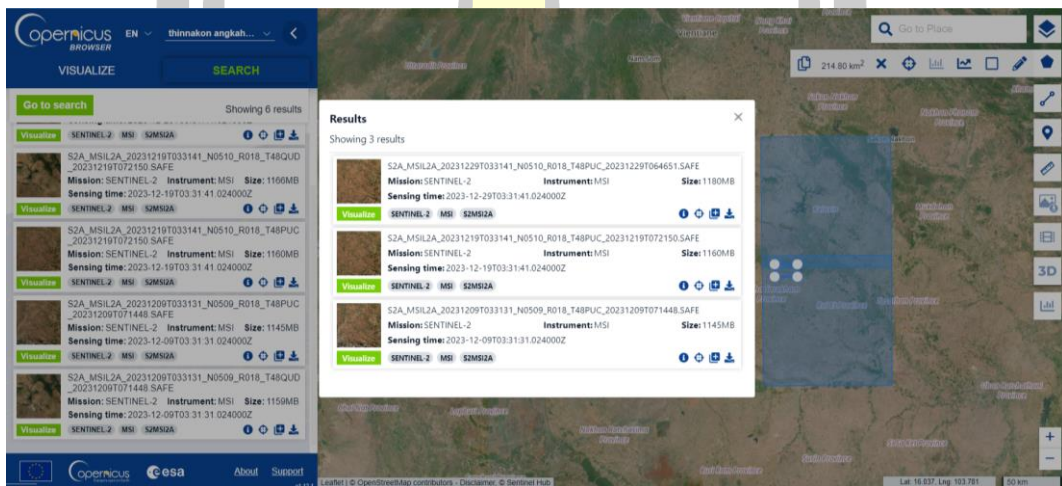 Copernicus
BROWSER
EN
thinnakon angkah...
VISUALIZE
SEARCH
Go to search
Showing 6 results
Visualize SENTINEL-2 MSI S2MSI2A
S2A_MSIL2A_20231219T033141_N0510_R018_T48QUD
_20231219T072150.SAFE
Mission: SENTINEL-2 Instrument: MSI Size: 1166MB
Sensing time: 2023-12-19T03:31:41.024000Z
Visualize SENTINEL-2 MSI S2MSI2A
S2A_MSIL2A_20231219T033141_N0510_R018_T48PUC
_20231219T072150.SAFE
Mission: SENTINEL-2 Instrument: MSI Size: 1160MB
Sensing time: 2023-12-19T03:31:41.024000Z
Visualize SENTINEL-2 MSI S2MSI2A
S2A_MSIL2A_20231209T033131_N0509_R018_T48PUC
_20231209T071448.SAFE
Mission: SENTINEL-2 Instrument: MSI Size: 1145MB
Sensing time: 2023-12-09T03:31:31.024000Z
Visualize SENTINEL-2 MSI S2MSI2A
S2A_MSIL2A_20231209T033131_N0509_R018_T48QUD
_20231209T071448.SAFE
Mission: SENTINEL-2 Instrument: MSI Size: 1159MB
Sensing time: 2023-12-09T03:31:31.024000Z
Visualize SENTINEL-2 MSI S2MSI2A
Copernicus esa About Support
Results
Showing 3 results
S2A_MSIL2A_20231229T033141_N0510_R018_T48PUC_20231229T064651.SAFE
Mission: SENTINEL-2 Instrument: MSI Size: 1180MB
Sensing time: 2023-12-29T03:31:41.024000Z
Visualize SENTINEL-2 MSI S2MSI2A
S2A_MSIL2A_20231219T033141_N0510_R018_T48PUC_20231219T072150.SAFE
Mission: SENTINEL-2 Instrument: MSI Size: 1160MB
Sensing time: 2023-12-19T03:31:41.024000Z
Visualize SENTINEL-2 MSI S2MSI2A
S2A_MSIL2A_20231209T033131_N0509_R018_T48PUC_20231209T071448.SAFE
Mission: SENTINEL-2 Instrument: MSI Size: 1145MB
Sensing time: 2023-12-09T03:31:31.024000Z
Visualize SENTINEL-2 MSI S2MSI2A
Go to Place
214.80 km²
3D
Leaflet | © OpenStreetMap contributors - Disclaimer, © Sentinel Hub
Lat: 16.037, Lng: 103.781
50 km